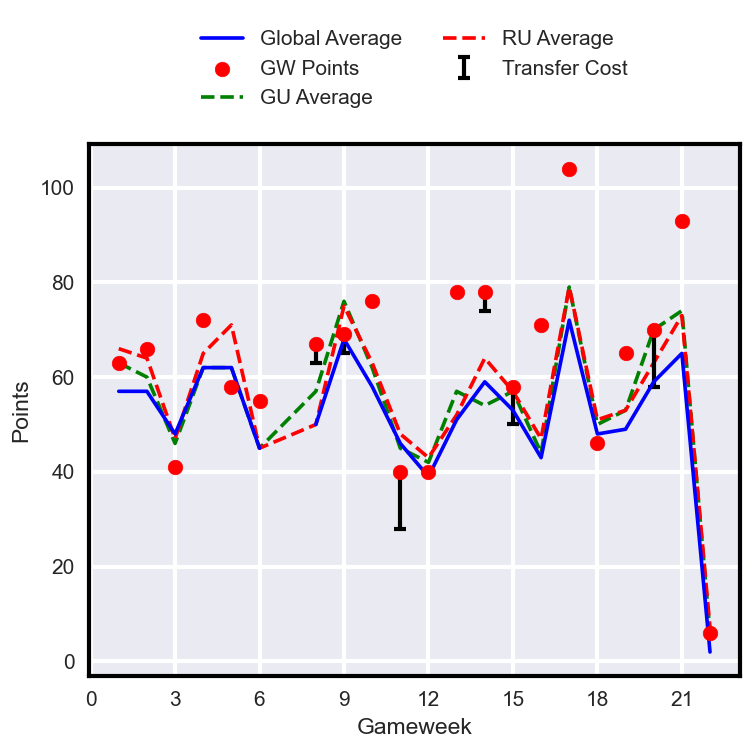 Global Average
GW Points
GU Average
RU Average
Transfer Cost
100
80
60
40
20
0
Points
0 3 6 9 12 15 18 21
Gameweek